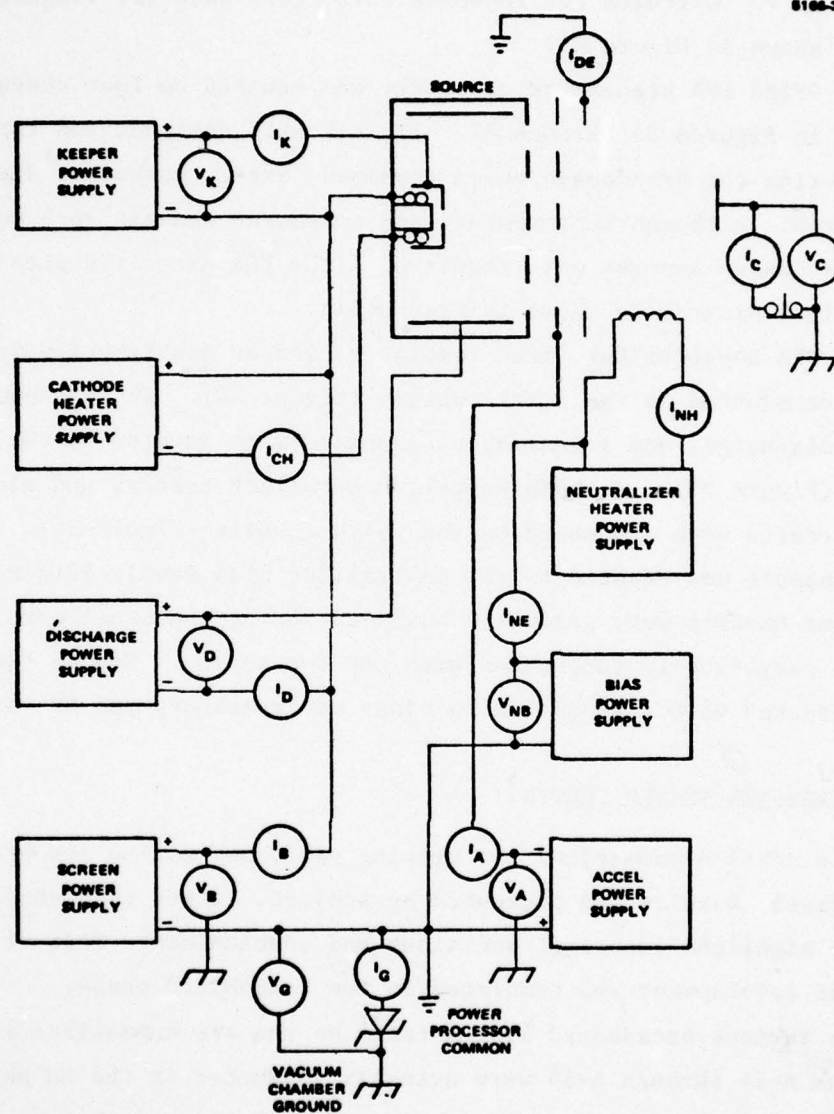 I_DE
SOURCE
+
I_K
KEEPER
POWER
SUPPLY
V_K
−
I_C
V_C
+
CATHODE
HEATER
POWER
SUPPLY
I_NH
−
I_CH
NEUTRALIZER
HEATER
POWER
SUPPLY
+
I_NE
DISCHARGE
POWER
SUPPLY
V_D
−
I_D
V_NB
BIAS
POWER
SUPPLY
+
I_B
I_A
−
SCREEN
POWER
SUPPLY
V_B
V_A
ACCEL
POWER
SUPPLY
−
+
V_G
I_G
POWER
PROCESSOR
COMMON
VACUUM
CHAMBER
GROUND